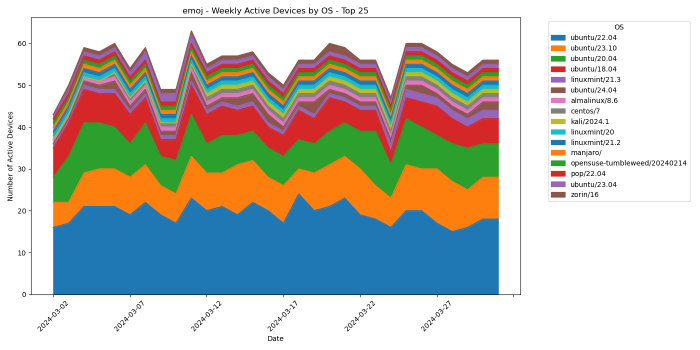 emoj - Weekly Active Devices by OS - Top 25
Number of Active Devices
60
50
40
30
20
10
0
2024-03-02
2024-03-07
2024-03-12
2024-03-17
2024-03-22
2024-03-27
Date
OS
ubuntu/22.04
ubuntu/23.10
ubuntu/20.04
ubuntu/18.04
linuxmint/21.3
ubuntu/24.04
almalinux/8.6
centos/7
kali/2024.1
linuxmint/20
linuxmint/21.2
manjaro/
opensuse-tumbleweed/20240214
pop/22.04
ubuntu/23.04
zorin/16